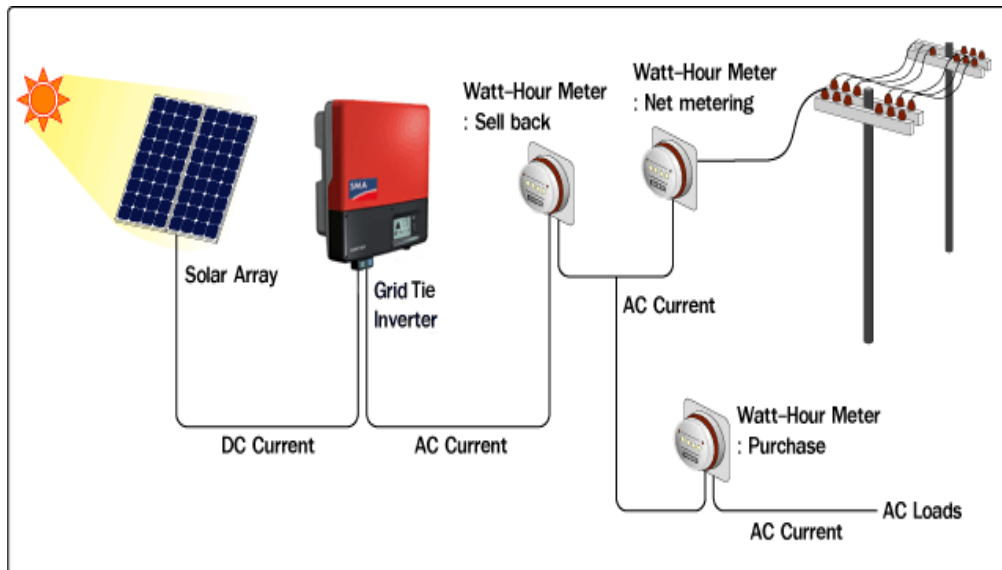 Watt-Hour Meter
: Sell back
Watt-Hour Meter
: Net metering
SMA
Solar Array
Grid Tie
Inverter
AC Current
DC Current
AC Current
Watt-Hour Meter
: Purchase
AC Loads
AC Current